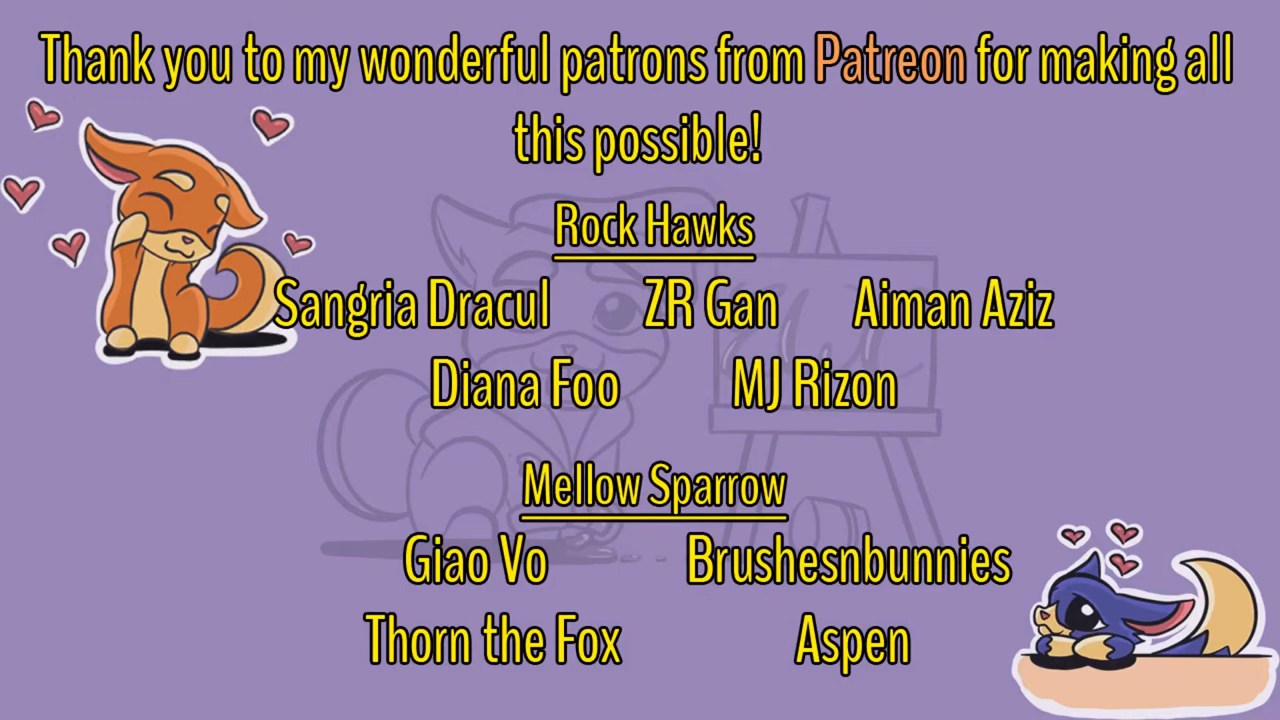 Thank you to my wonderful patrons from Patreon for making all
this possible!
Rock Hawks
Sangria Dracul ZR Gan Aiman Aziz
Diana Foo MJ Rizon
Mellow Sparrow
Giao Vo Brushesnbunnies
Thorn the Fox Aspen